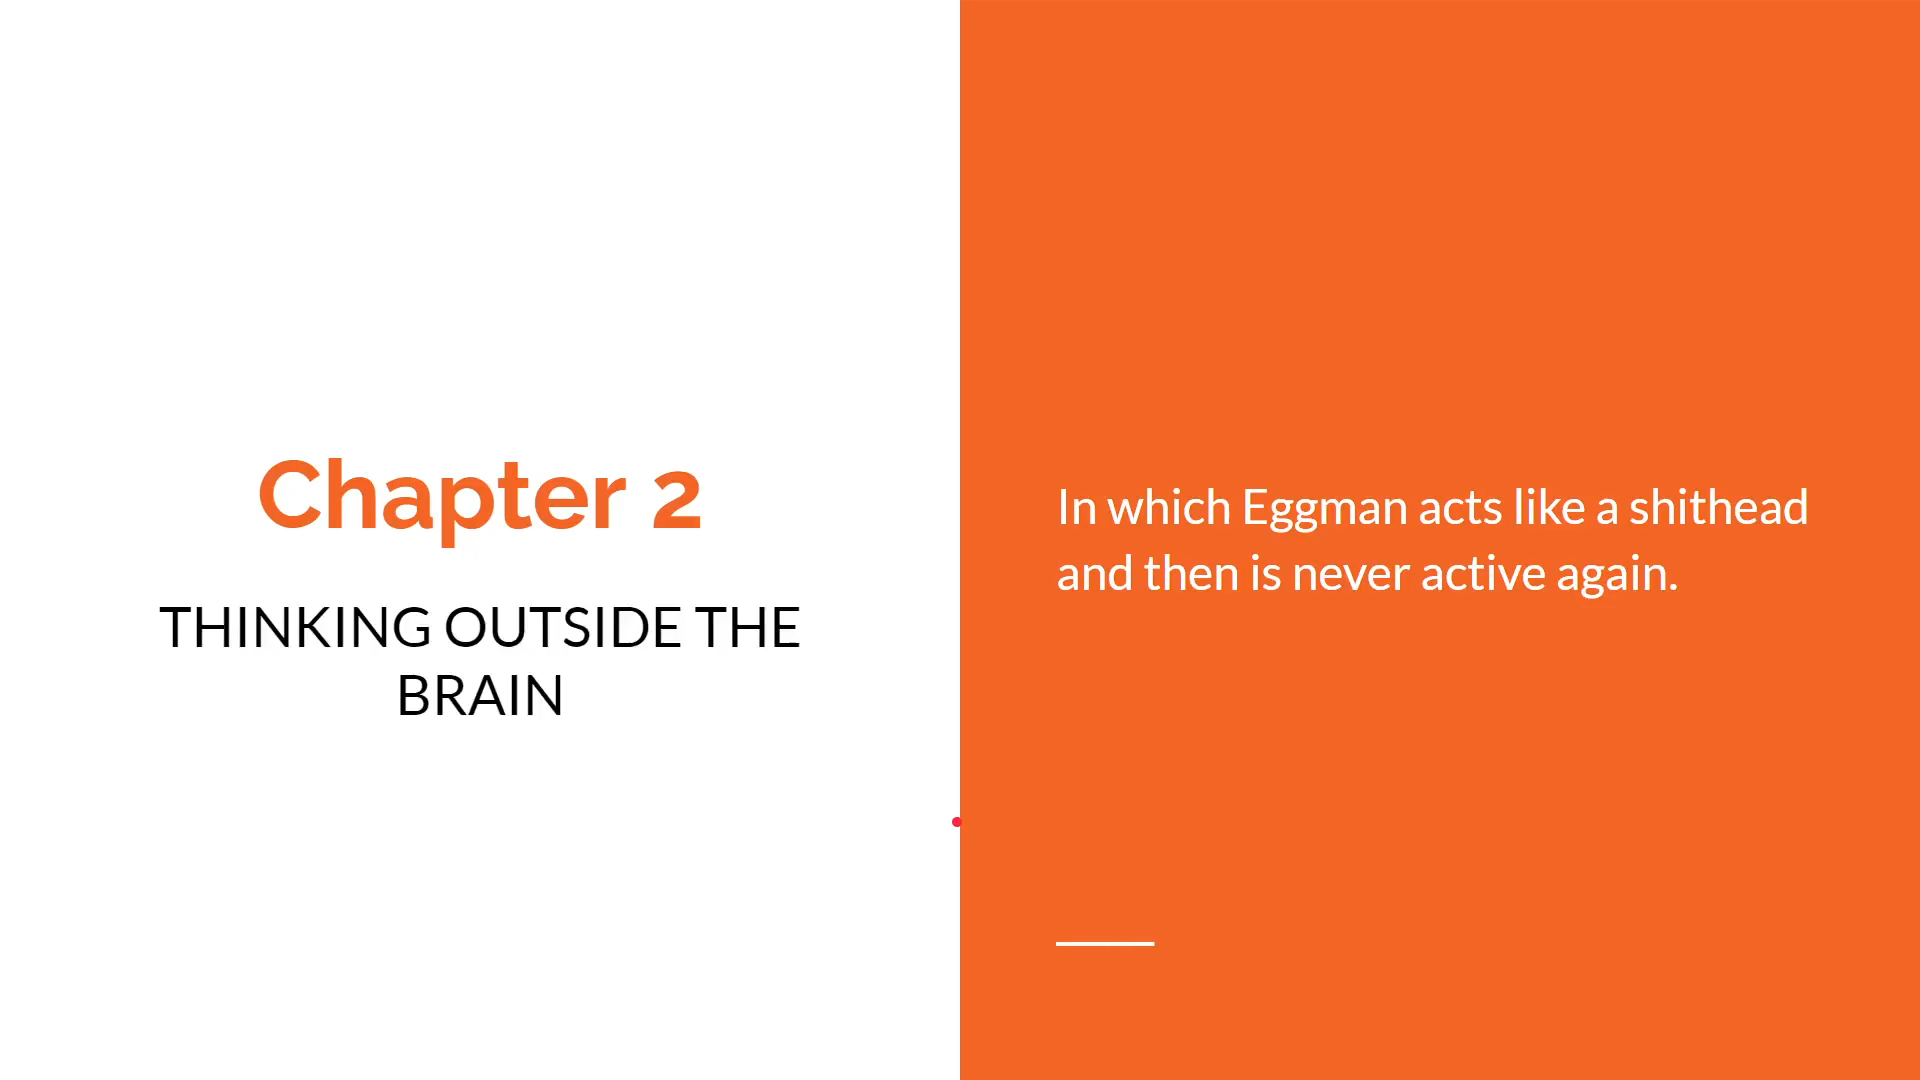 Chapter 2
THINKING OUTSIDE THE
BRAIN
In which Eggman acts like a shithead
and then is never active again.